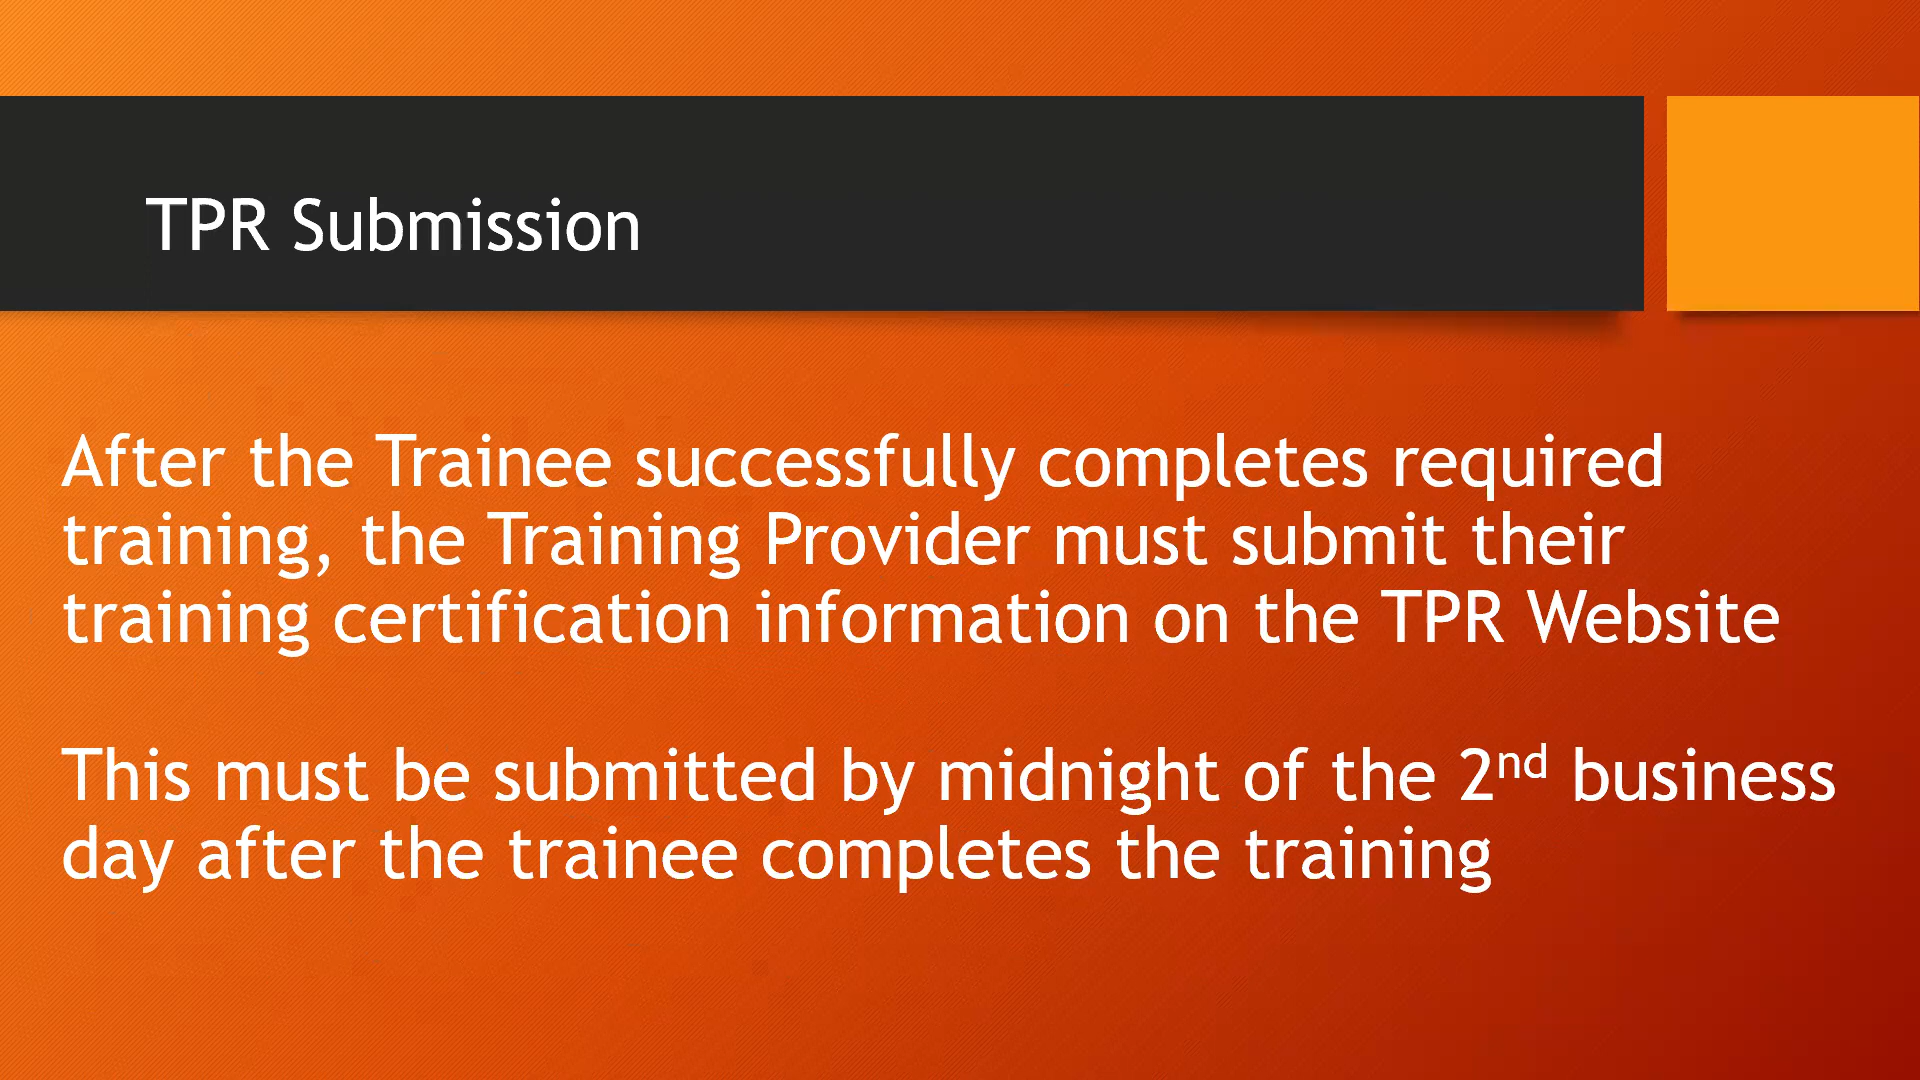 TPR Submission
After the Trainee successfully completes required
training, the Training Provider must submit their
training certification information on the TPR Website
This must be submitted by midnight of the 2nd business
day after the trainee completes the training